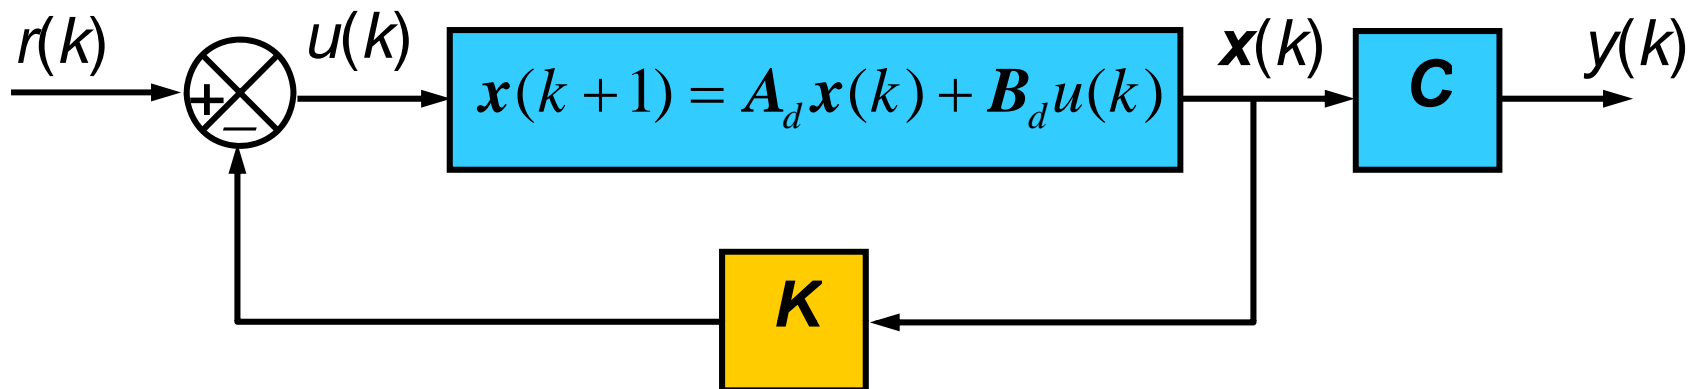 r(k)
u(k)
x(k + 1) = A_d x(k) + B_d u(k)
x(k)
C
y(k)
+
−
K